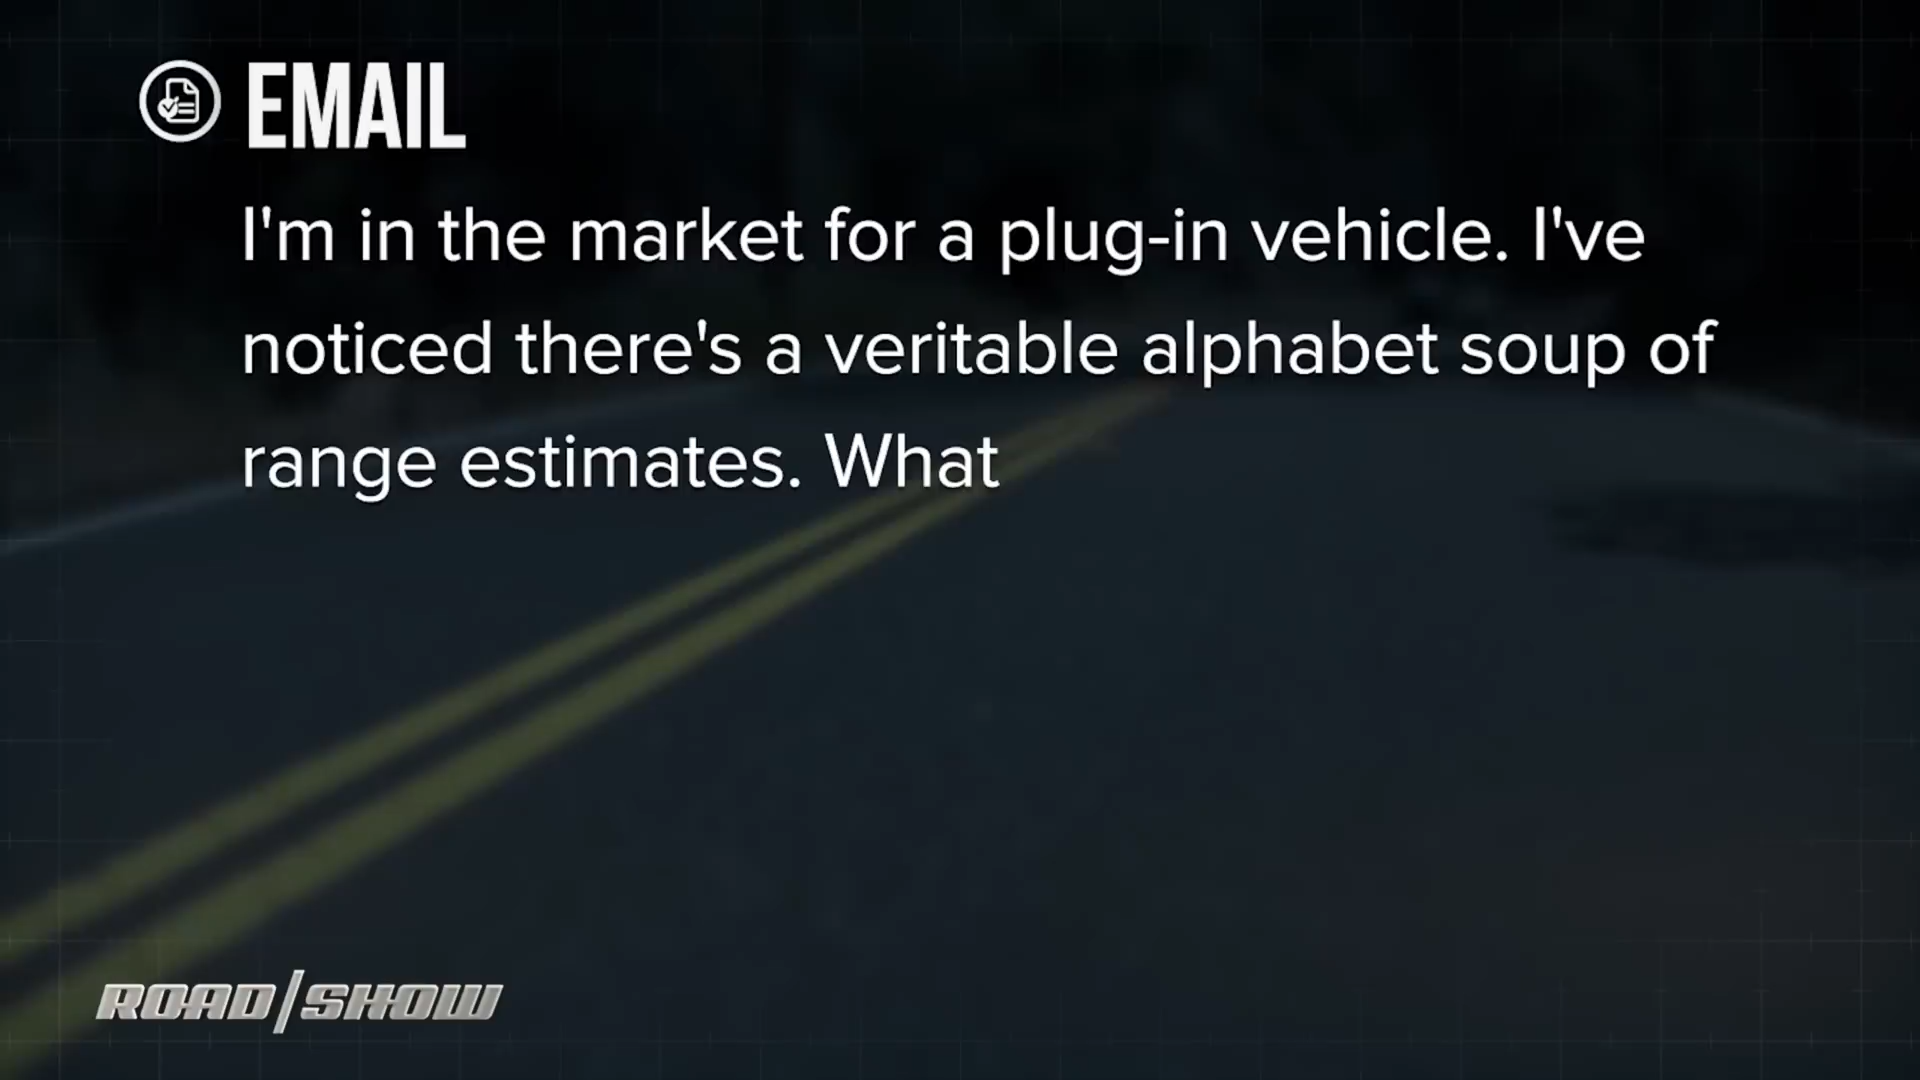 EMAIL
I'm in the market for a plug-in vehicle. I've
noticed there's a veritable alphabet soup of
range estimates. What
ROAD/SHOW